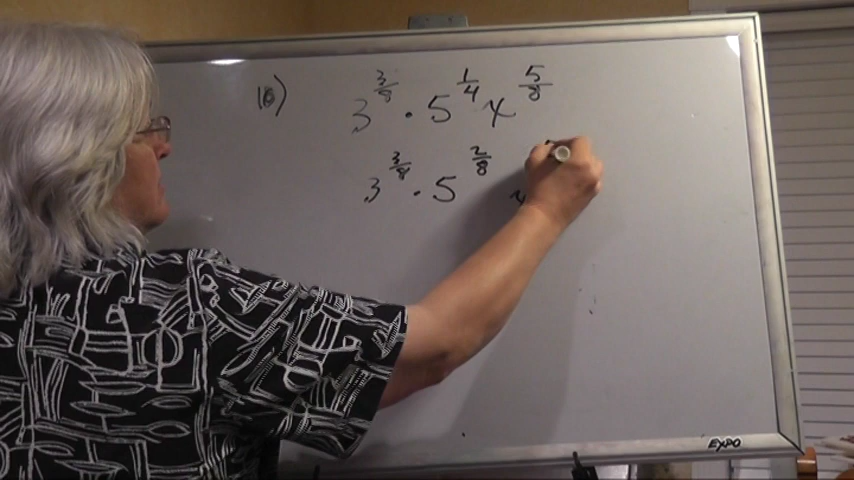 10) 3^{3/8} · 5^{1/4} x^{5/8}
3^{3/8} · 5^{2/8}
EXPO